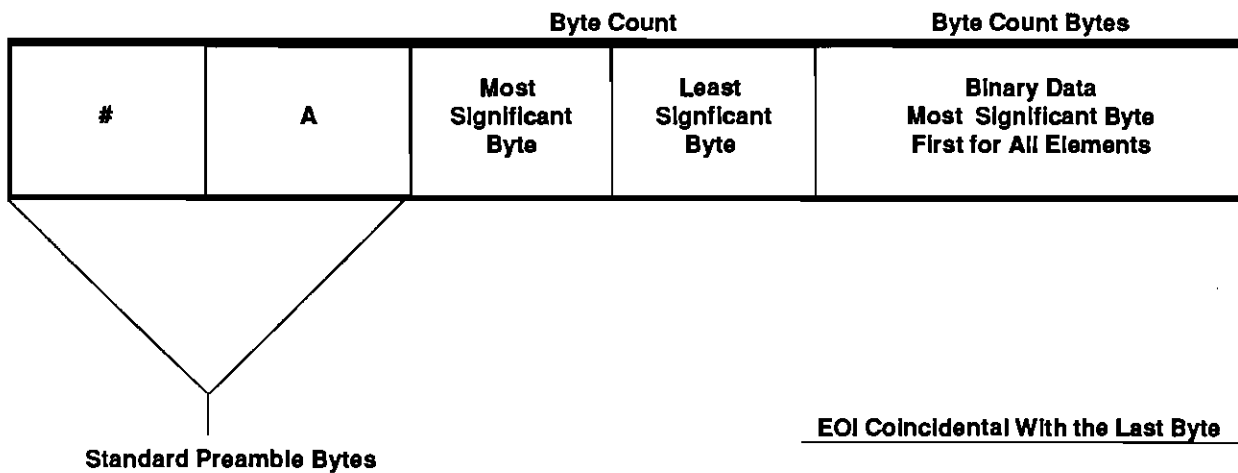 Byte Count
Byte Count Bytes
#
A
Most
Significant
Byte
Least
Signficant
Byte
Binary Data
Most Significant Byte
First for All Elements
EOI Coincidental With the Last Byte
Standard Preamble Bytes